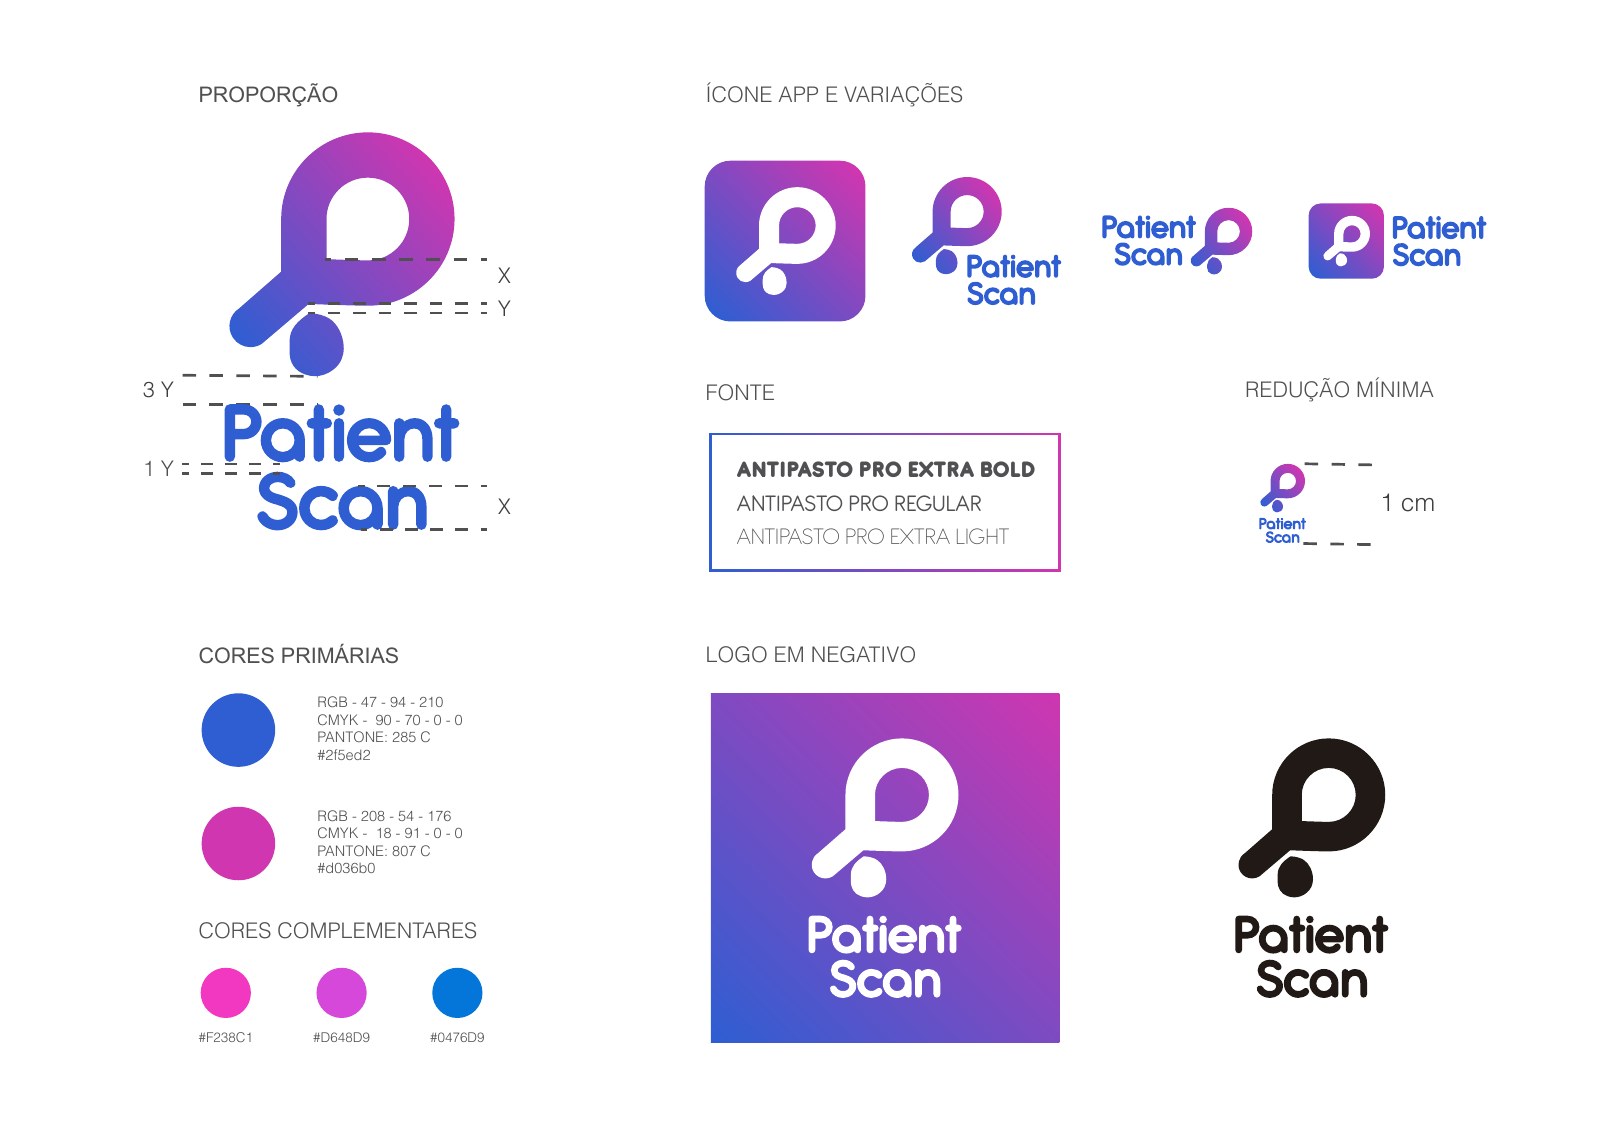 PROPORÇÃO
X
Y
3 Y
Patient
1 Y
Scan
X
ÍCONE APP E VARIAÇÕES
Patient
Scan
Patient
Scan
Patient
Scan
FONTE
ANTIPASTO PRO EXTRA BOLD
ANTIPASTO PRO REGULAR
ANTIPASTO PRO EXTRA LIGHT
REDUÇÃO MÍNIMA
1 cm
Patient
Scan
CORES PRIMÁRIAS
RGB - 47 - 94 - 210
CMYK -  90 - 70 - 0 - 0
PANTONE: 285 C
#2f5ed2
RGB - 208 - 54 - 176
CMYK -  18 - 91 - 0 - 0
PANTONE: 807 C
#d036b0
CORES COMPLEMENTARES
#F238C1
#D648D9
#0476D9
LOGO EM NEGATIVO
Patient
Scan
Patient
Scan